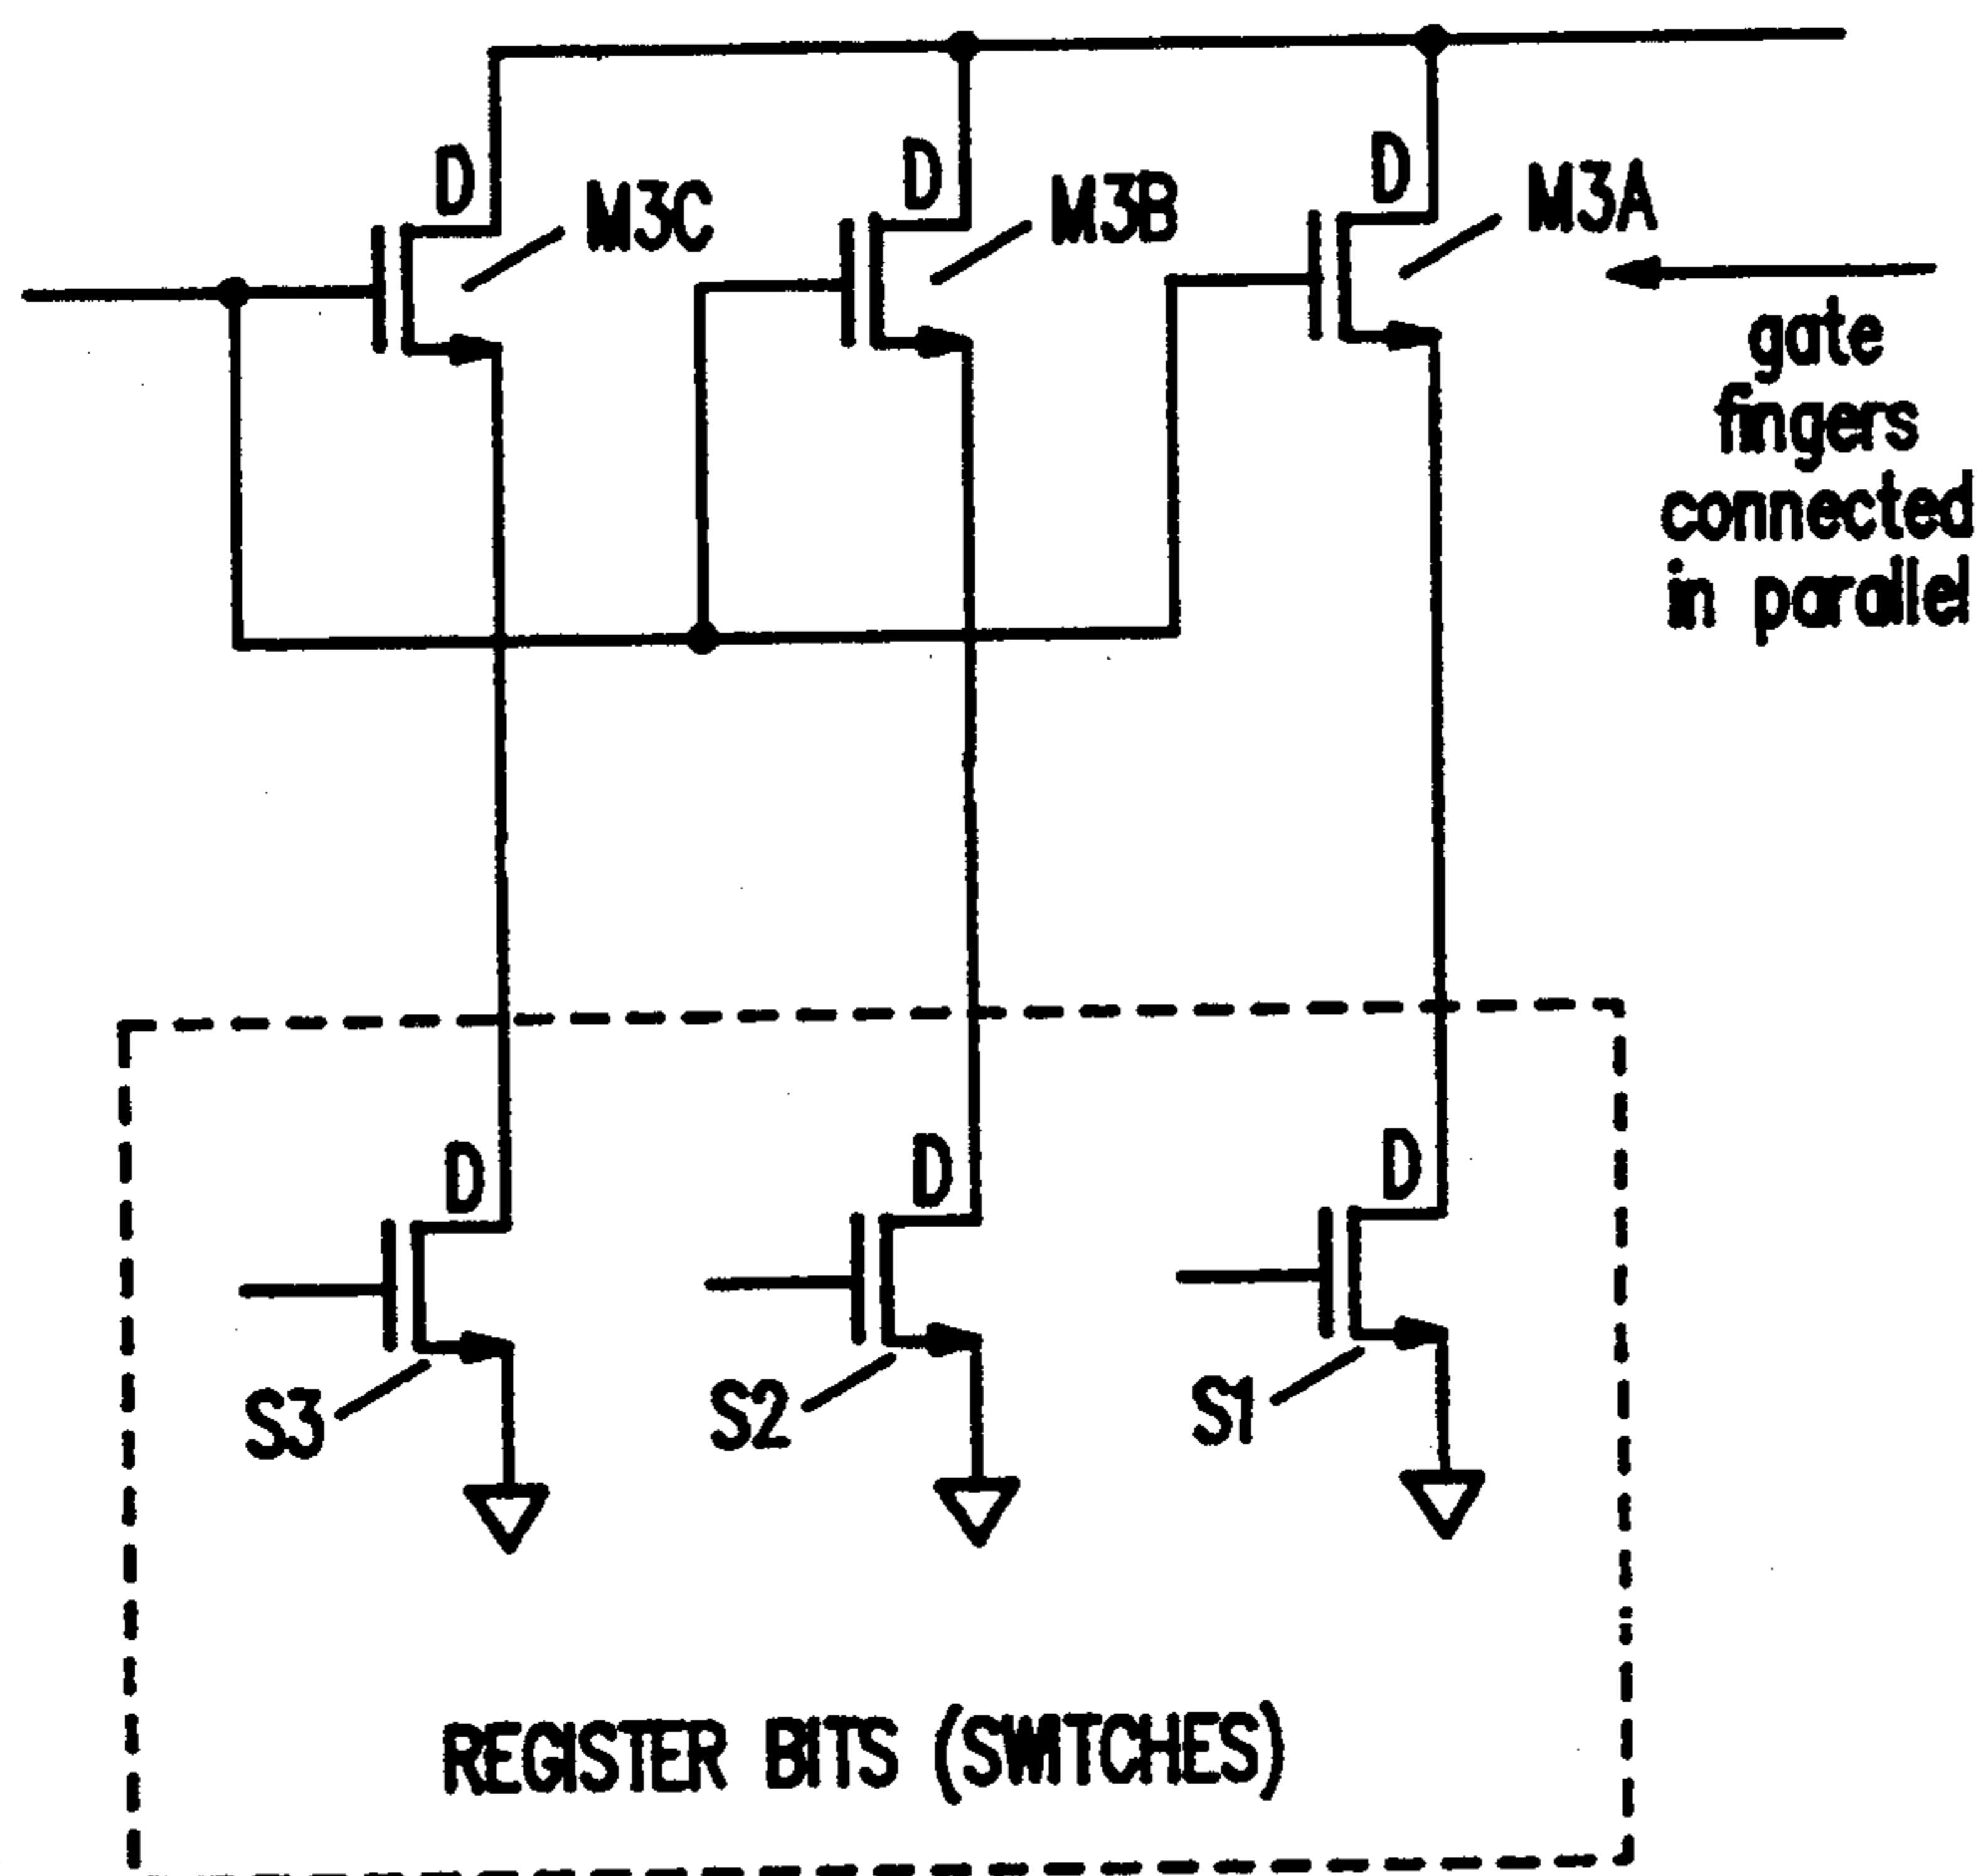 D
M3C
D
M3B
D
M3A
gate
fingers
connected
in parallel
D
D
D
S3
S2
S1
REGISTER BITS (SWITCHES)